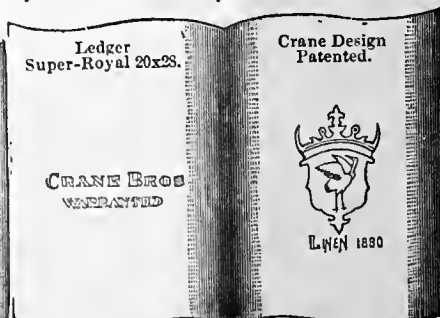 Ledger
Super-Royal 20x28.
CRANE BROS
WARRANTED
Crane Design
Patented.
LINEN 1880